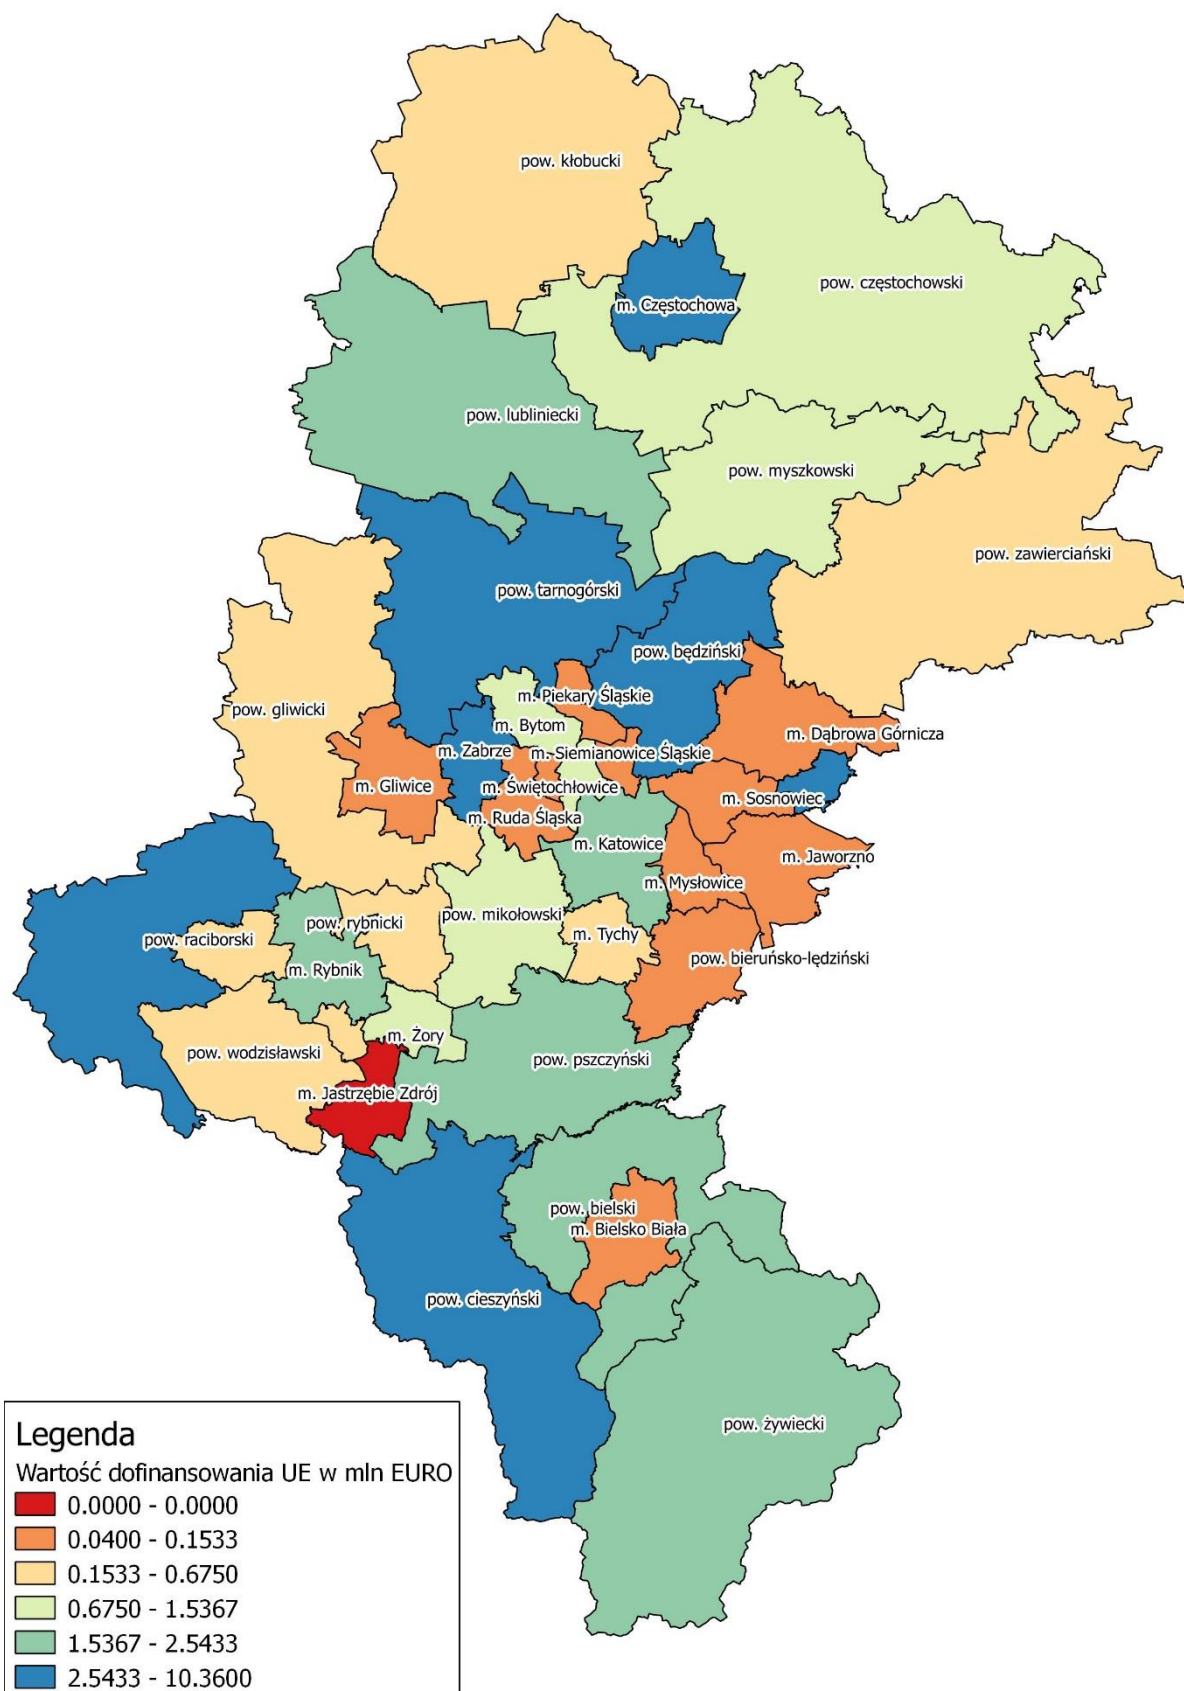 pow. kłobucki
pow. częstochowski
m. Częstochowa
pow. lubliniecki
pow. myszkowski
pow. zawierciański
pow. tarnogórski
pow. będziński
m. Piekary Śląskie
pow. gliwicki
m. Bytom
m. Dąbrowa Górnicza
m. Zabrze
m. Siemianowice Śląskie
m. Gliwice
m. Świętochłowice
m. Sosnowiec
m. Ruda Śląska
m. Katowice
m. Jaworzno
m. Mysłowice
pow. mikołowski
pow. rybnicki
m. Tychy
pow. raciborski
pow. bieruńsko-lędziński
m. Rybnik
m. Żory
pow. wodzisławski
pow. pszczyński
m. Jastrzębie Zdrój
pow. bielski
m. Bielsko Biała
pow. cieszyński
pow. żywiecki
Legenda
Wartość dofinansowania UE w mln EURO
0.0000 - 0.0000
0.0400 - 0.1533
0.1533 - 0.6750
0.6750 - 1.5367
1.5367 - 2.5433
2.5433 - 10.3600